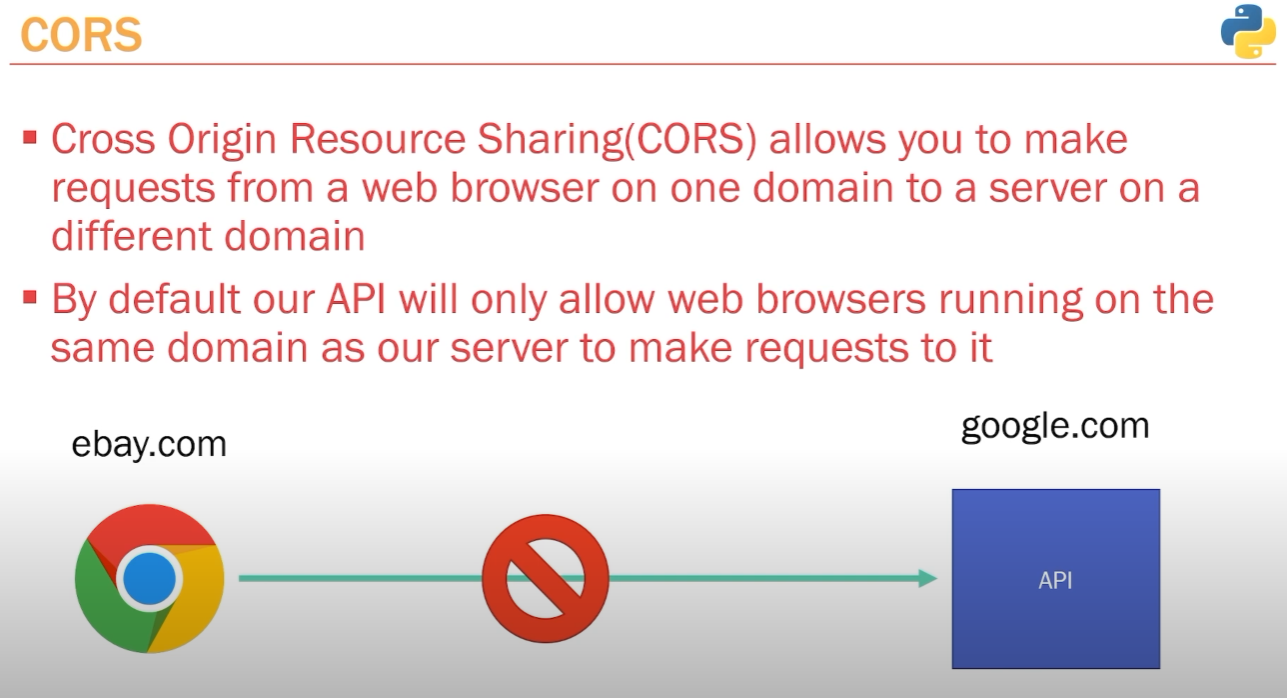 CORS
Cross Origin Resource Sharing(CORS) allows you to make
requests from a web browser on one domain to a server on a
different domain
By default our API will only allow web browsers running on the
same domain as our server to make requests to it
ebay.com
google.com
API